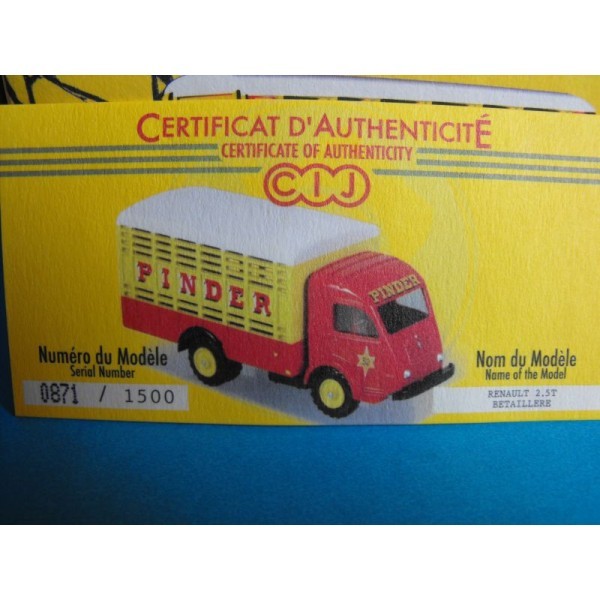 CERTIFICAT D'AUTHENTICITÉ
CERTIFICATE OF AUTHENTICITY
CIJ
PINDER
PINDER
Numéro du Modèle
Serial Number
0871 / 1500
Nom du Modèle
Name of the Model
RENAULT 2.5T
BETAILLERE